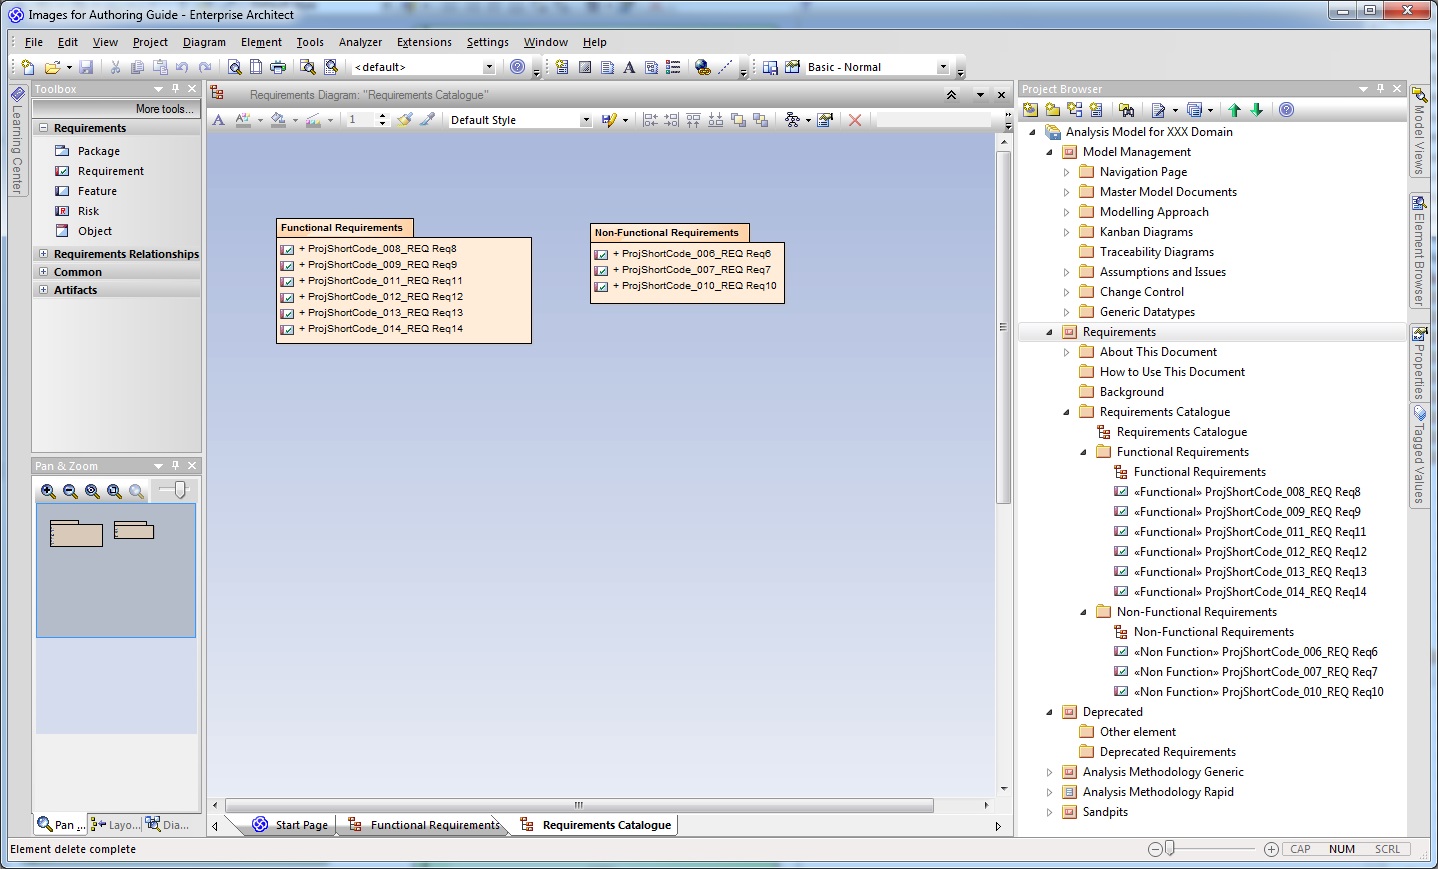 Images for Authoring Guide - Enterprise Architect
File Edit View Project Diagram Element Tools Analyzer Extensions Settings Window Help
<default>
Basic - Normal
Learning Center
Toolbox
More tools...
Requirements
Package
Requirement
Feature
Risk
Object
Requirements Relationships
Common
Artifacts
Pan & Zoom
Pan ...
Layo...
Dia...
Requirements Diagram: "Requirements Catalogue"
1
Default Style
Functional Requirements
+ ProjShortCode_008_REQ Req8
+ ProjShortCode_009_REQ Req9
+ ProjShortCode_011_REQ Req11
+ ProjShortCode_012_REQ Req12
+ ProjShortCode_013_REQ Req13
+ ProjShortCode_014_REQ Req14
Non-Functional Requirements
+ ProjShortCode_006_REQ Req6
+ ProjShortCode_007_REQ Req7
+ ProjShortCode_010_REQ Req10
Start Page
Functional Requirements
Requirements Catalogue
Project Browser
Analysis Model for XXX Domain
Model Management
Navigation Page
Master Model Documents
Modelling Approach
Kanban Diagrams
Traceability Diagrams
Assumptions and Issues
Change Control
Generic Datatypes
Requirements
About This Document
How to Use This Document
Background
Requirements Catalogue
Requirements Catalogue
Functional Requirements
Functional Requirements
«Functional» ProjShortCode_008_REQ Req8
«Functional» ProjShortCode_009_REQ Req9
«Functional» ProjShortCode_011_REQ Req11
«Functional» ProjShortCode_012_REQ Req12
«Functional» ProjShortCode_013_REQ Req13
«Functional» ProjShortCode_014_REQ Req14
Non-Functional Requirements
Non-Functional Requirements
«Non Function» ProjShortCode_006_REQ Req6
«Non Function» ProjShortCode_007_REQ Req7
«Non Function» ProjShortCode_010_REQ Req10
Deprecated
Other element
Deprecated Requirements
Analysis Methodology Generic
Analysis Methodology Rapid
Sandpits
Model Views
Element Browser
Properties
Tagged Values
Element delete complete
CAP NUM SCRL